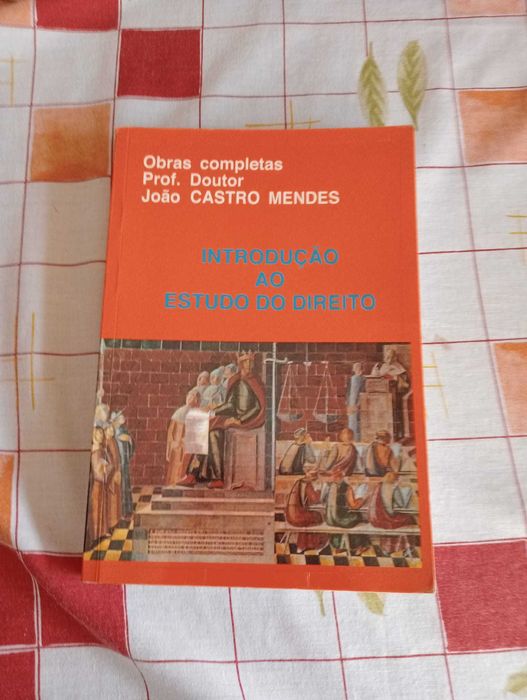 Obras completas
Prof. Doutor
João CASTRO MENDES
INTRODUÇÃO
AO
ESTUDO DO DIREITO